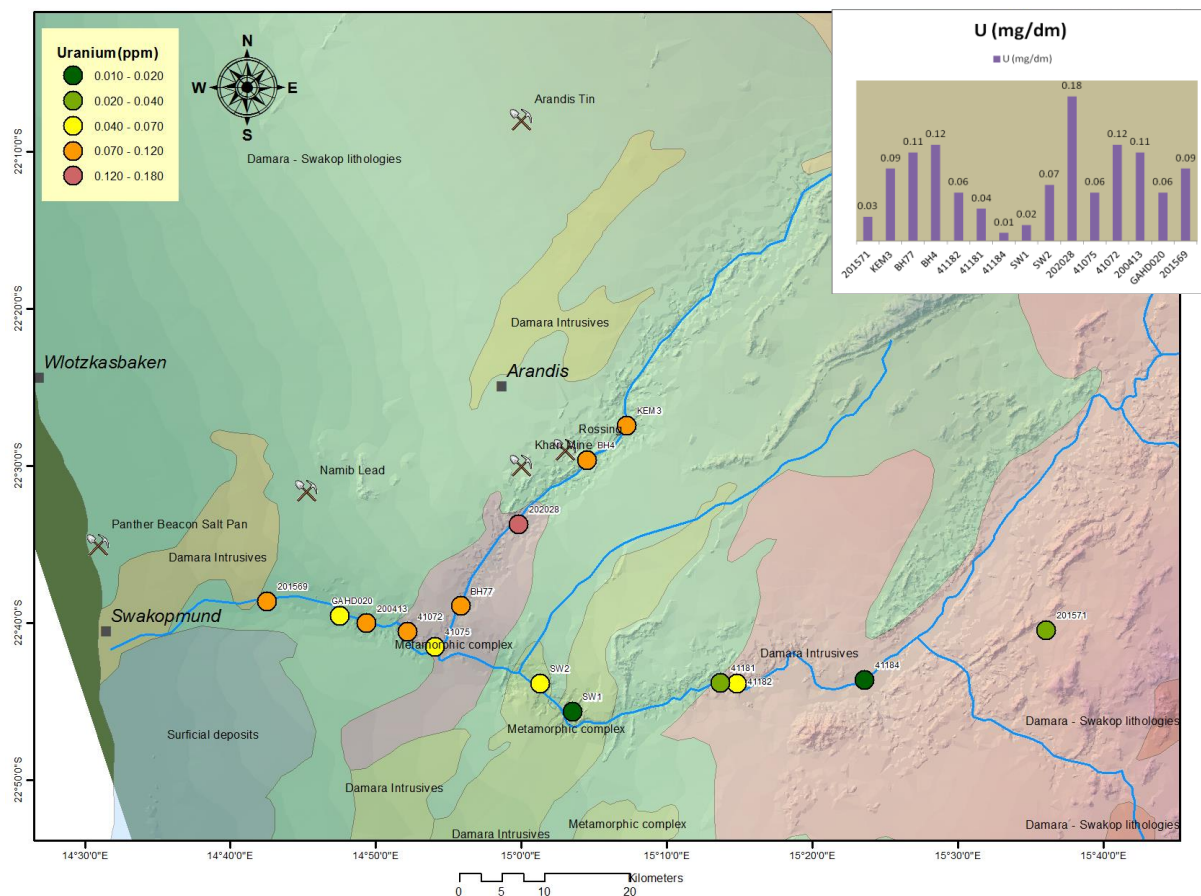 Uranium (ppm)
0.010 - 0.020
0.020 - 0.040
0.040 - 0.070
0.070 - 0.120
0.120 - 0.180
N
W
E
S
U (mg/dm)
U (mg/dm)
0.03
0.09
0.11
0.12
0.06
0.04
0.01
0.02
0.07
0.18
0.06
0.12
0.11
0.06
0.09
201571
KEM3
BH77
BH4
41182
41181
41184
SW1
SW2
202028
41075
41072
200413
GAHD020
201569
22°10'0"S
22°20'0"S
22°30'0"S
22°40'0"S
22°50'0"S
Arandis Tin
Damara - Swakop lithologies
Damara Intrusives
Wlotzkasbaken
Arandis
KEM3
Rossing
Khan Mine
BH4
Namib Lead
202028
Panther Beacon Salt Pan
Damara Intrusives
201569
BH77
GAHD020
200413
Swakopmund
41072
41075
Metamorphic complex
201571
Damara Intrusives
SW2
41181
41184
41182
SW1
Damara - Swakop lithologies
Metamorphic complex
Surficial deposits
Damara Intrusives
Damara Intrusives
Metamorphic complex
Damara - Swakop lithologies
14°30'0"E
14°40'0"E
14°50'0"E
15°0'0"E
15°10'0"E
15°20'0"E
15°30'0"E
15°40'0"E
Kilometers
0
5
10
20